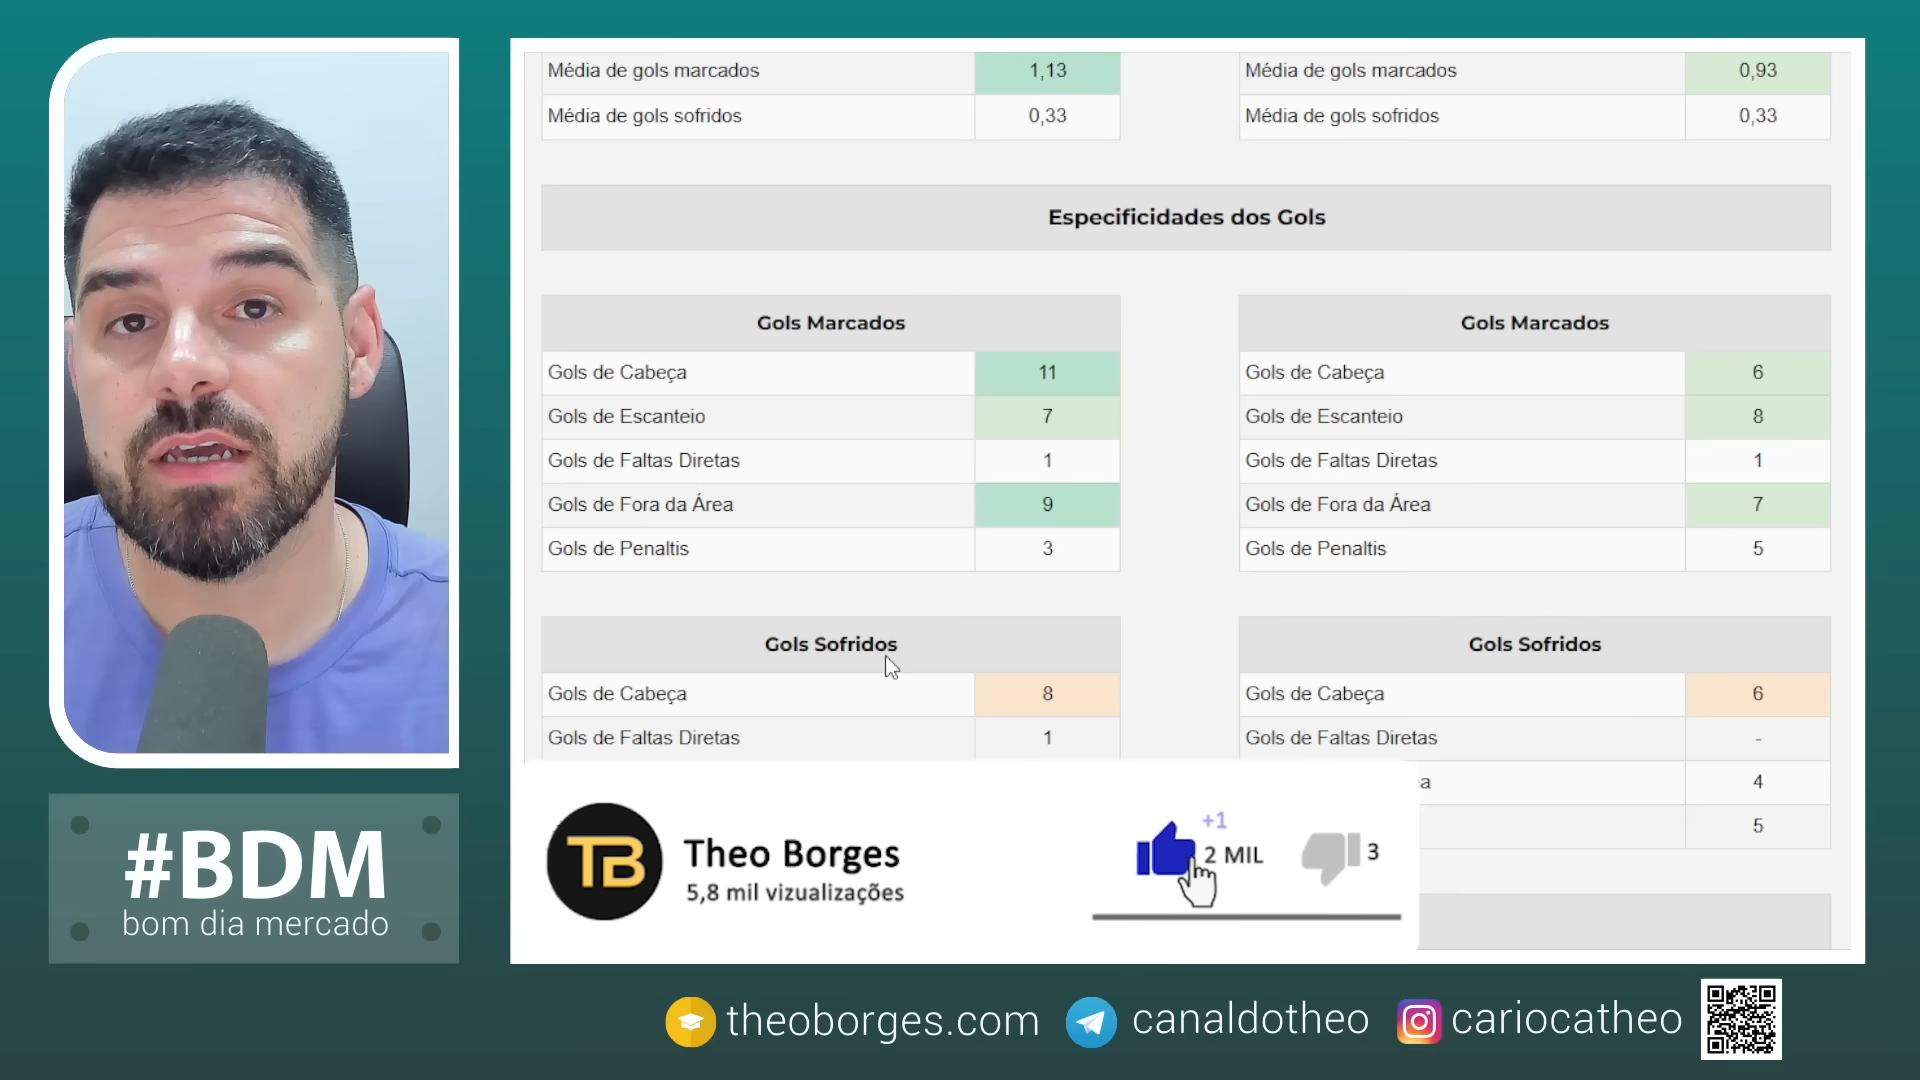 Média de gols marcados 1,13
Média de gols sofridos 0,33
Média de gols marcados 0,93
Média de gols sofridos 0,33
Especificidades dos Gols
Gols Marcados
Gols de Cabeça 11
Gols de Escanteio 7
Gols de Faltas Diretas 1
Gols de Fora da Área 9
Gols de Penaltis 3
Gols Marcados
Gols de Cabeça 6
Gols de Escanteio 8
Gols de Faltas Diretas 1
Gols de Fora da Área 7
Gols de Penaltis 5
Gols Sofridos
Gols de Cabeça 8
Gols de Faltas Diretas 1
Gols Sofridos
Gols de Cabeça 6
Gols de Faltas Diretas -
a 4
5
TB
Theo Borges
5,8 mil vizualizações
+1
2 MIL
3
#BDM
bom dia mercado
theoborges.com
canaldotheo
cariocatheo